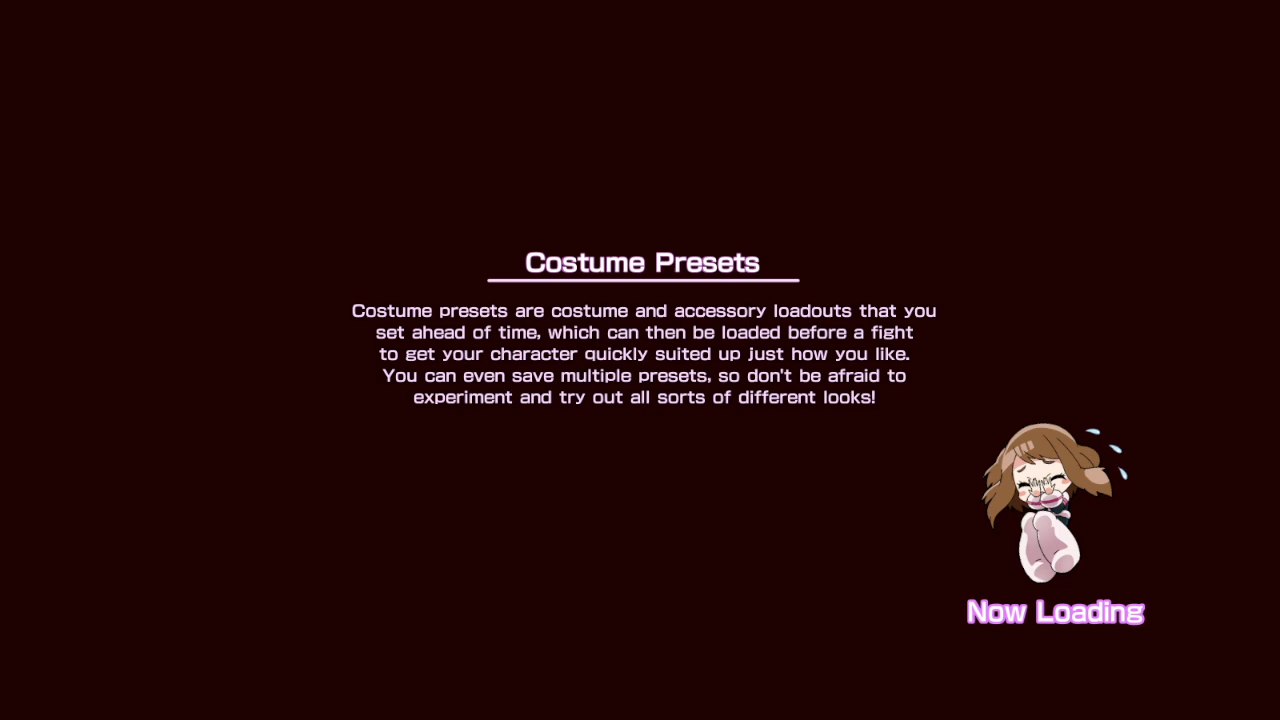 Costume Presets
Costume presets are costume and accessory loadouts that you
set ahead of time, which can then be loaded before a fight
to get your character quickly suited up just how you like.
You can even save multiple presets, so don't be afraid to
experiment and try out all sorts of different looks!
Now Loading